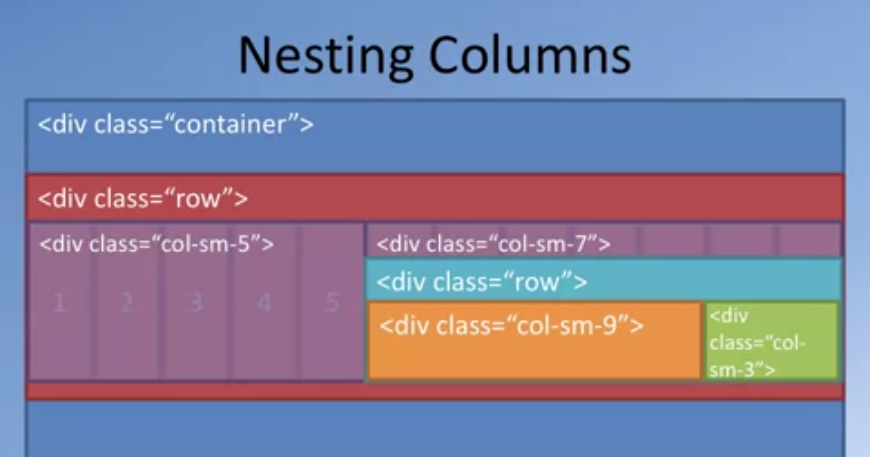 Nesting Columns
<div class=“container”>
<div class=“row”>
<div class=“col-sm-5”>
<div class=“col-sm-7”>
1 2 3 4 5
<div class=“row”>
<div class=“col-sm-9”>
<div
class=“col-
sm-3”>